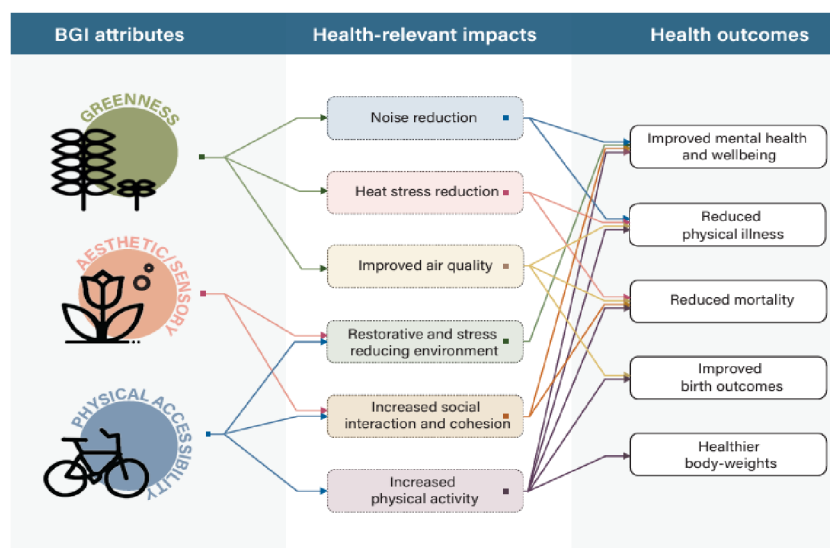 BGI attributes
Health-relevant impacts
Health outcomes
GREENNESS
AESTHETIC/SENSORY
PHYSICAL ACCESSIBILITY
Noise reduction
Heat stress reduction
Improved air quality
Restorative and stress
reducing environment
Increased social
interaction and cohesion
Increased
physical activity
Improved mental health
and wellbeing
Reduced
physical illness
Reduced mortality
Improved
birth outcomes
Healthier
body-weights